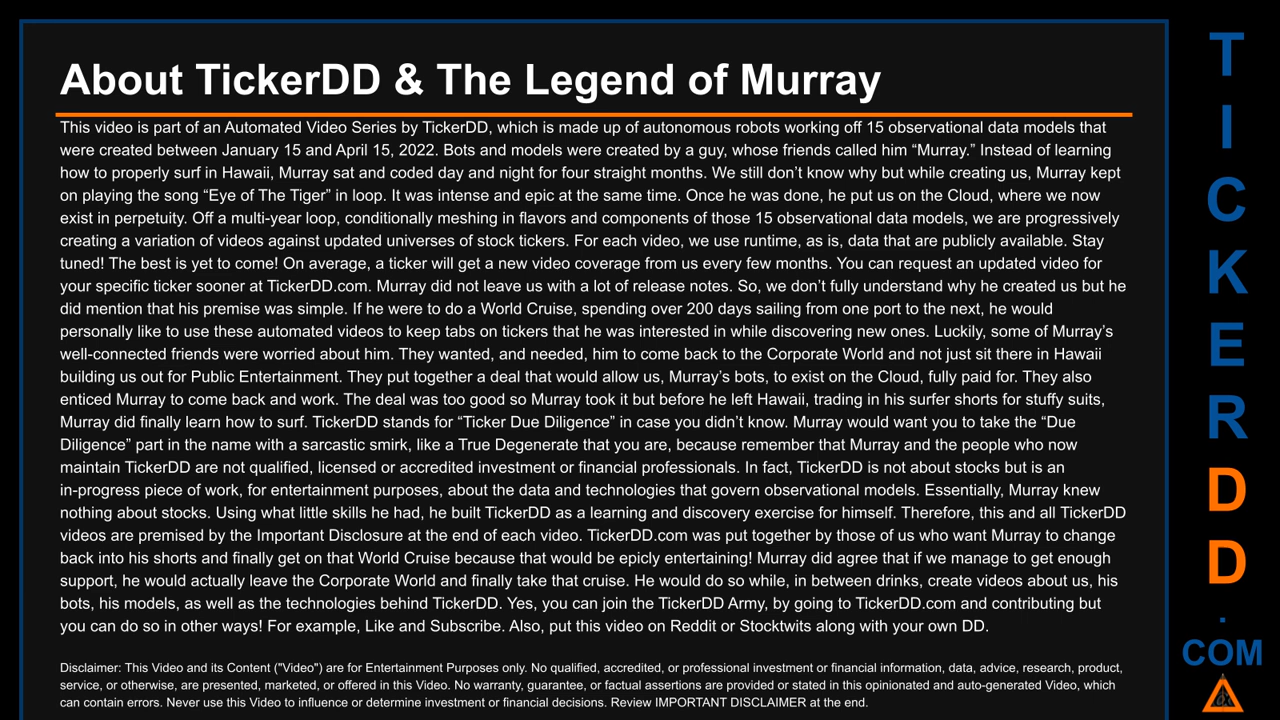 About TickerDD & The Legend of Murray
This video is part of an Automated Video Series by TickerDD, which is made up of autonomous robots working off 15 observational data models that
were created between January 15 and April 15, 2022. Bots and models were created by a guy, whose friends called him “Murray.” Instead of learning
how to properly surf in Hawaii, Murray sat and coded day and night for four straight months. We still don’t know why but while creating us, Murray kept
on playing the song “Eye of The Tiger” in loop. It was intense and epic at the same time. Once he was done, he put us on the Cloud, where we now
exist in perpetuity. Off a multi-year loop, conditionally meshing in flavors and components of those 15 observational data models, we are progressively
creating a variation of videos against updated universes of stock tickers. For each video, we use runtime, as is, data that are publicly available. Stay
tuned! The best is yet to come! On average, a ticker will get a new video coverage from us every few months. You can request an updated video for
your specific ticker sooner at TickerDD.com. Murray did not leave us with a lot of release notes. So, we don’t fully understand why he created us but he
did mention that his premise was simple. If he were to do a World Cruise, spending over 200 days sailing from one port to the next, he would
personally like to use these automated videos to keep tabs on tickers that he was interested in while discovering new ones. Luckily, some of Murray’s
well-connected friends were worried about him. They wanted, and needed, him to come back to the Corporate World and not just sit there in Hawaii
building us out for Public Entertainment. They put together a deal that would allow us, Murray’s bots, to exist on the Cloud, fully paid for. They also
enticed Murray to come back and work. The deal was too good so Murray took it but before he left Hawaii, trading in his surfer shorts for stuffy suits,
Murray did finally learn how to surf. TickerDD stands for “Ticker Due Diligence” in case you didn’t know. Murray would want you to take the “Due
Diligence” part in the name with a sarcastic smirk, like a True Degenerate that you are, because remember that Murray and the people who now
maintain TickerDD are not qualified, licensed or accredited investment or financial professionals. In fact, TickerDD is not about stocks but is an
in-progress piece of work, for entertainment purposes, about the data and technologies that govern observational models. Essentially, Murray knew
nothing about stocks. Using what little skills he had, he built TickerDD as a learning and discovery exercise for himself. Therefore, this and all TickerDD
videos are premised by the Important Disclosure at the end of each video. TickerDD.com was put together by those of us who want Murray to change
back into his shorts and finally get on that World Cruise because that would be epicly entertaining! Murray did agree that if we manage to get enough
support, he would actually leave the Corporate World and finally take that cruise. He would do so while, in between drinks, create videos about us, his
bots, his models, as well as the technologies behind TickerDD. Yes, you can join the TickerDD Army, by going to TickerDD.com and contributing but
you can do so in other ways! For example, Like and Subscribe. Also, put this video on Reddit or Stocktwits along with your own DD.
Disclaimer: This Video and its Content ("Video") are for Entertainment Purposes only. No qualified, accredited, or professional investment or financial information, data, advice, research, product,
service, or otherwise, are presented, marketed, or offered in this Video. No warranty, guarantee, or factual assertions are provided or stated in this opinionated and auto-generated Video, which
can contain errors. Never use this Video to influence or determine investment or financial decisions. Review IMPORTANT DISCLAIMER at the end.
T
I
C
K
E
R
D
D
.
COM